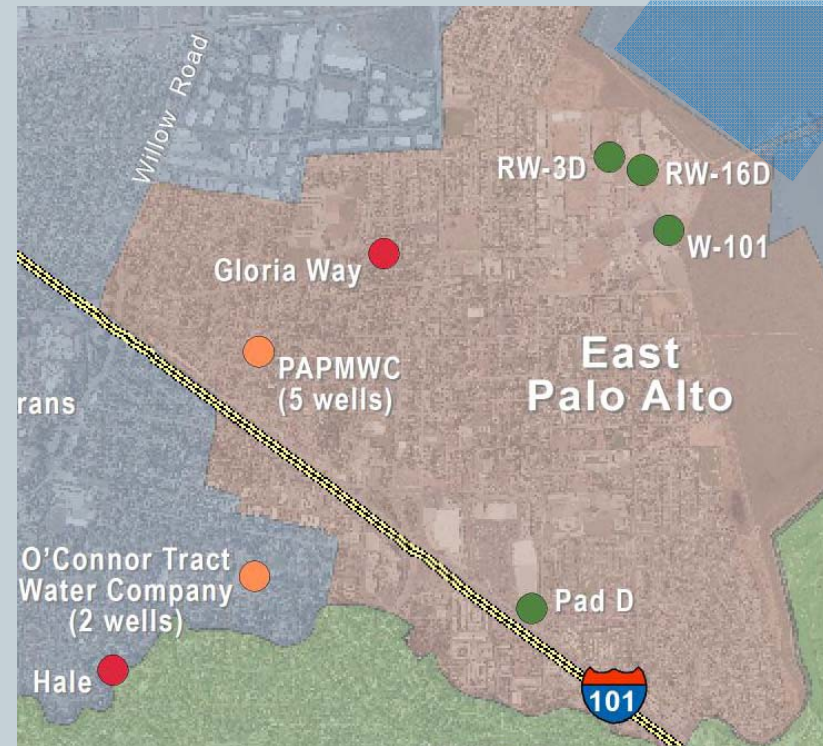 Willow Road
RW-3D
RW-16D
W-101
Gloria Way
East
Palo Alto
PAPMWC
(5 wells)
rans
O'Connor Tract
Water Company
(2 wells)
Pad D
Hale
101